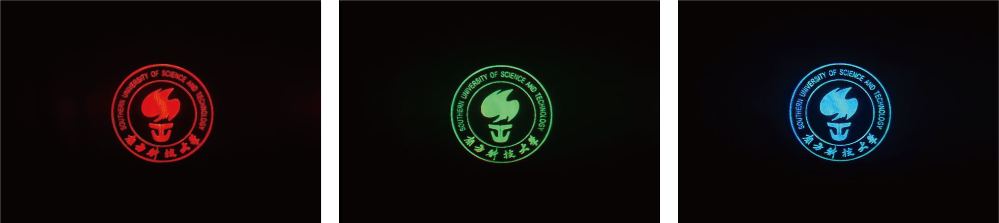 SOUTHERN UNIVERSITY OF SCIENCE AND TECHNOLOGY
南方科技大学
SOUTHERN UNIVERSITY OF SCIENCE AND TECHNOLOGY
南方科技大学
SOUTHERN UNIVERSITY OF SCIENCE AND TECHNOLOGY
南方科技大学